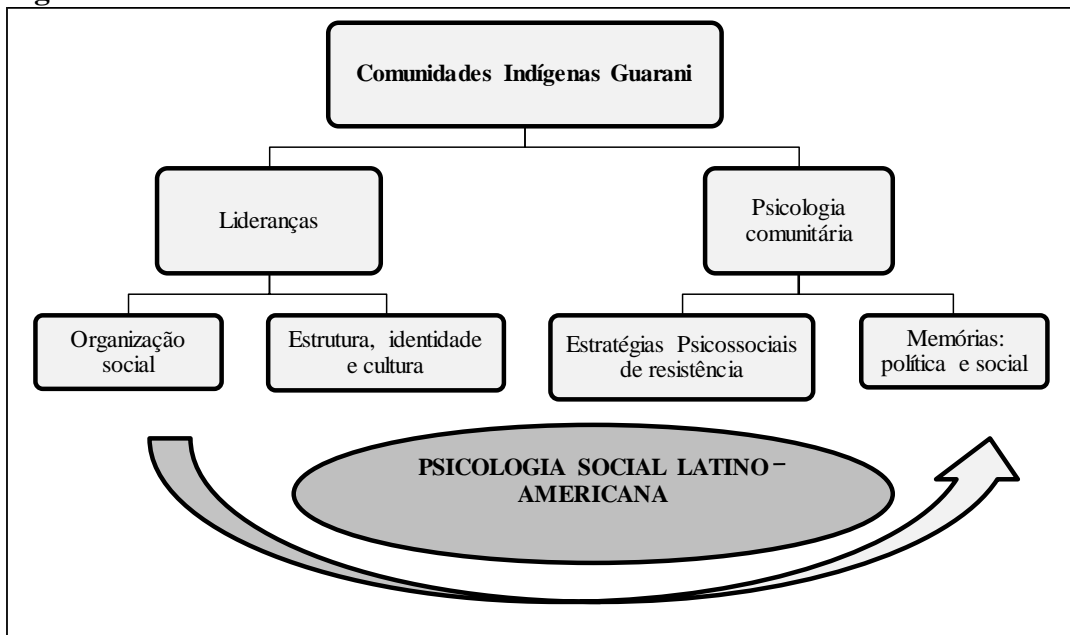 Comunidades Indígenas Guarani
Lideranças
Psicologia
comunitária
Organização
social
Estrutura, identidade
e cultura
Estratégias Psicossociais
de resistência
Memórias:
política e social
PSICOLOGIA SOCIAL LATINO–
AMERICANA